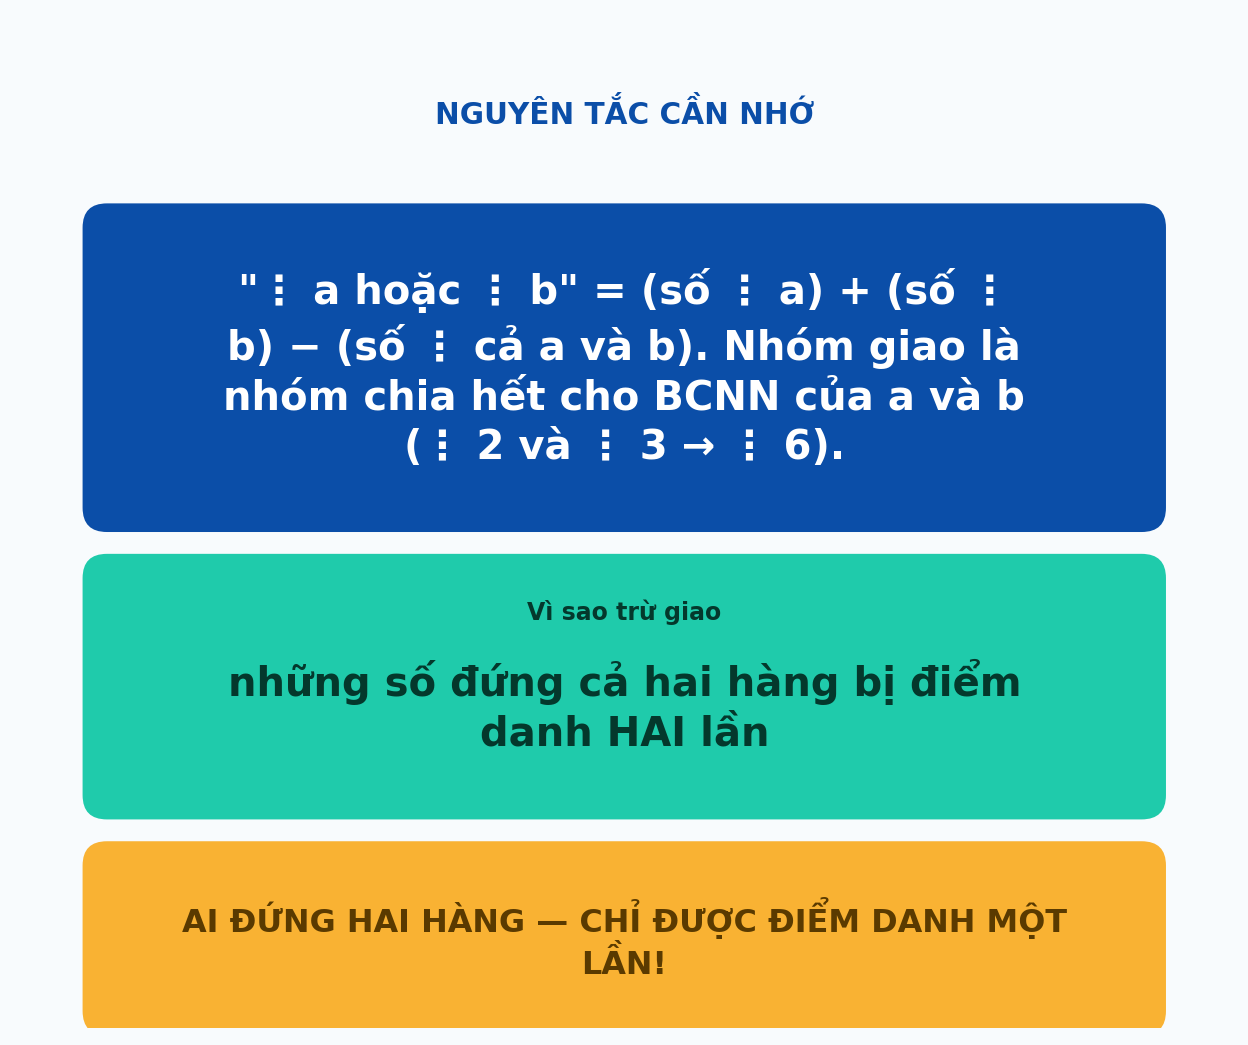 NGUYÊN TẮC CẦN NHỚ
"⋮ a hoặc ⋮ b" = (số ⋮ a) + (số ⋮
b) − (số ⋮ cả a và b). Nhóm giao là
nhóm chia hết cho BCNN của a và b
(⋮ 2 và ⋮ 3 → ⋮ 6).
Vì sao trừ giao
những số đứng cả hai hàng bị điểm
danh HAI lần
AI ĐỨNG HAI HÀNG — CHỈ ĐƯỢC ĐIỂM DANH MỘT
LẦN!